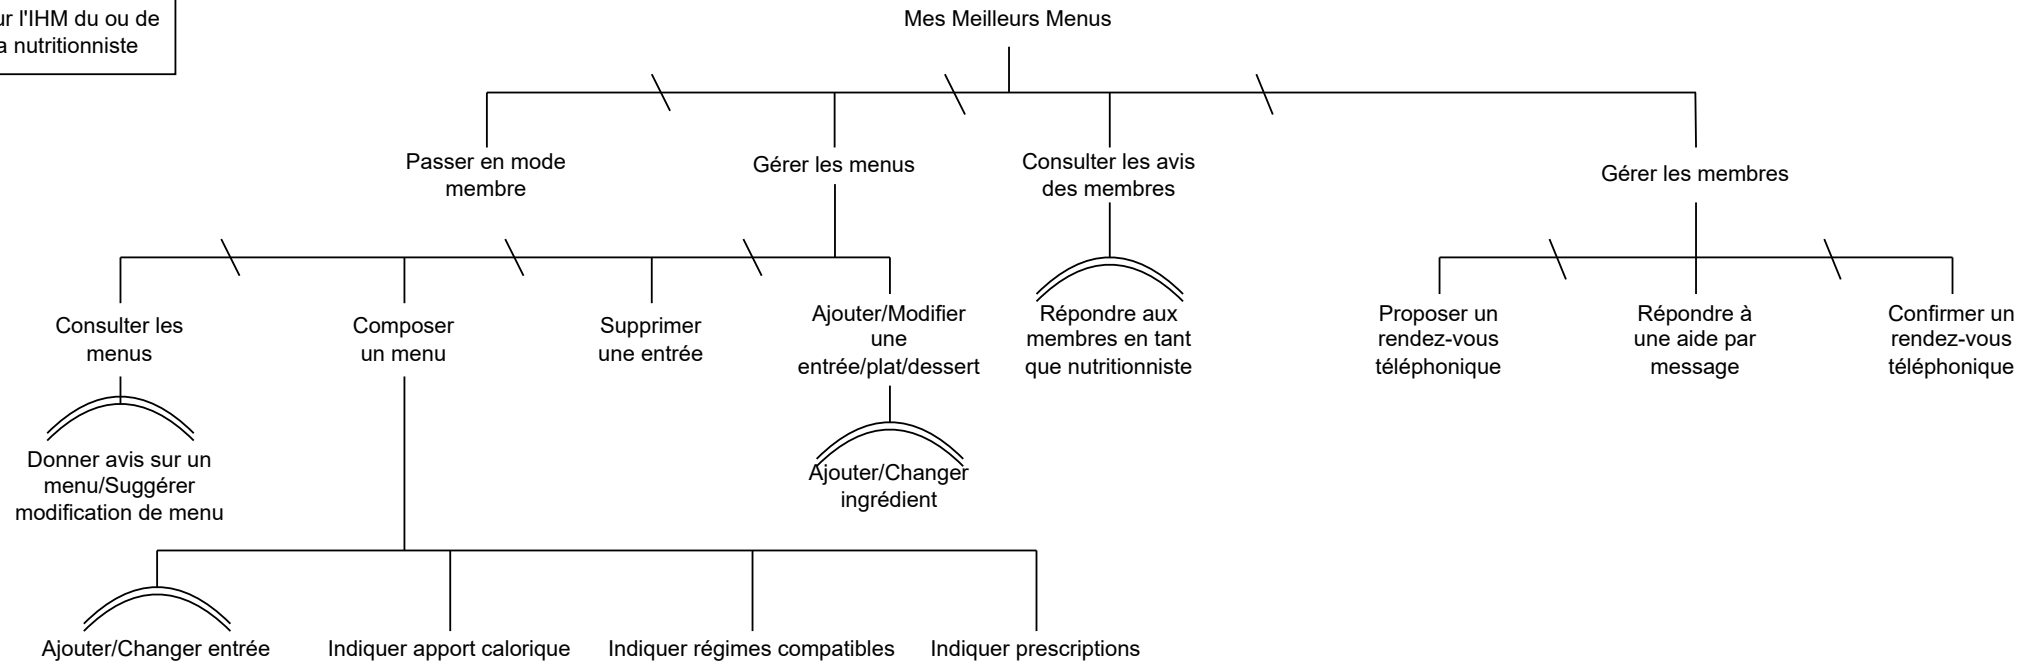 l'IHM du ou de
nutritionniste
Mes Meilleurs Menus
Passer en mode
membre
Gérer les menus
Consulter les avis
des membres
Gérer les membres
Consulter les
menus
Composer
un menu
Supprimer
une entrée
Ajouter/Modifier
une
entrée/plat/dessert
Répondre aux
membres en tant
que nutritionniste
Proposer un
rendez-vous
téléphonique
Répondre à
une aide par
message
Confirmer un
rendez-vous
téléphonique
Donner avis sur un
menu/Suggérer
modification de menu
Ajouter/Changer
ingrédient
Ajouter/Changer entrée
Indiquer apport calorique
Indiquer régimes compatibles
Indiquer prescriptions